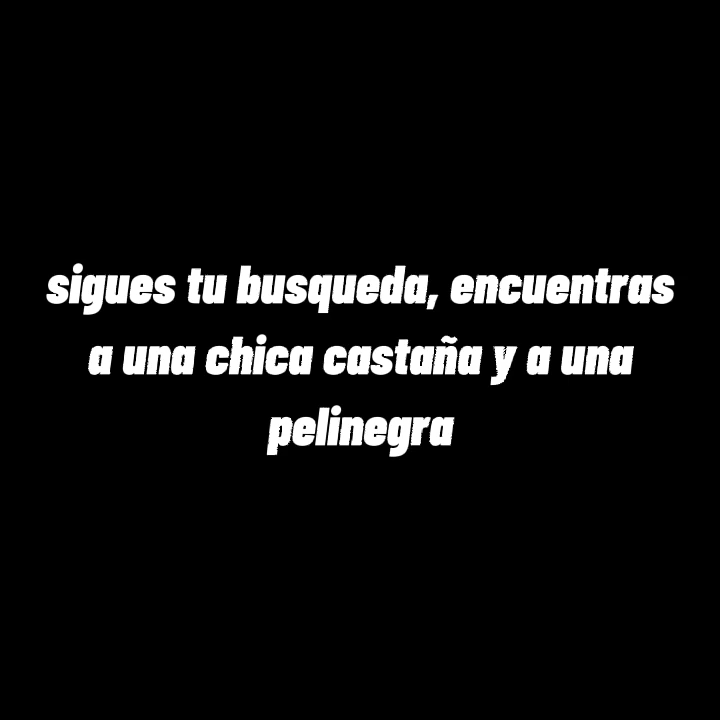 sigues tu busqueda, encuentras
a una chica castaña y a una
pelinegra